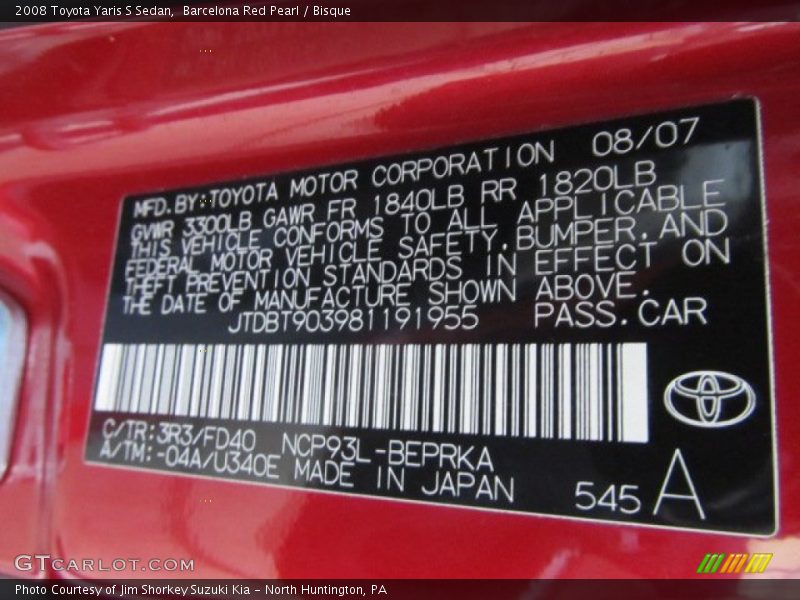 2008 Toyota Yaris S Sedan,  Barcelona Red Pearl / Bisque
MFD.BY:TOYOTA MOTOR CORPORATION 08/07
GVWR 3300LB GAWR FR 1840LB RR 1820LB
THIS VEHICLE CONFORMS TO ALL APPLICABLE
FEDERAL MOTOR VEHICLE SAFETY,BUMPER,AND
THEFT PREVENTION STANDARDS IN EFFECT ON
THE DATE OF MANUFACTURE SHOWN ABOVE.
JTDBT903981191955 PASS.CAR
C/TR:3R3/FD40 NCP93L-BEPRKA
A/TM:-04A/U340E MADE IN JAPAN 545 A
GTCARLOT.COM
Photo Courtesy of Jim Shorkey Suzuki Kia – North Huntington, PA